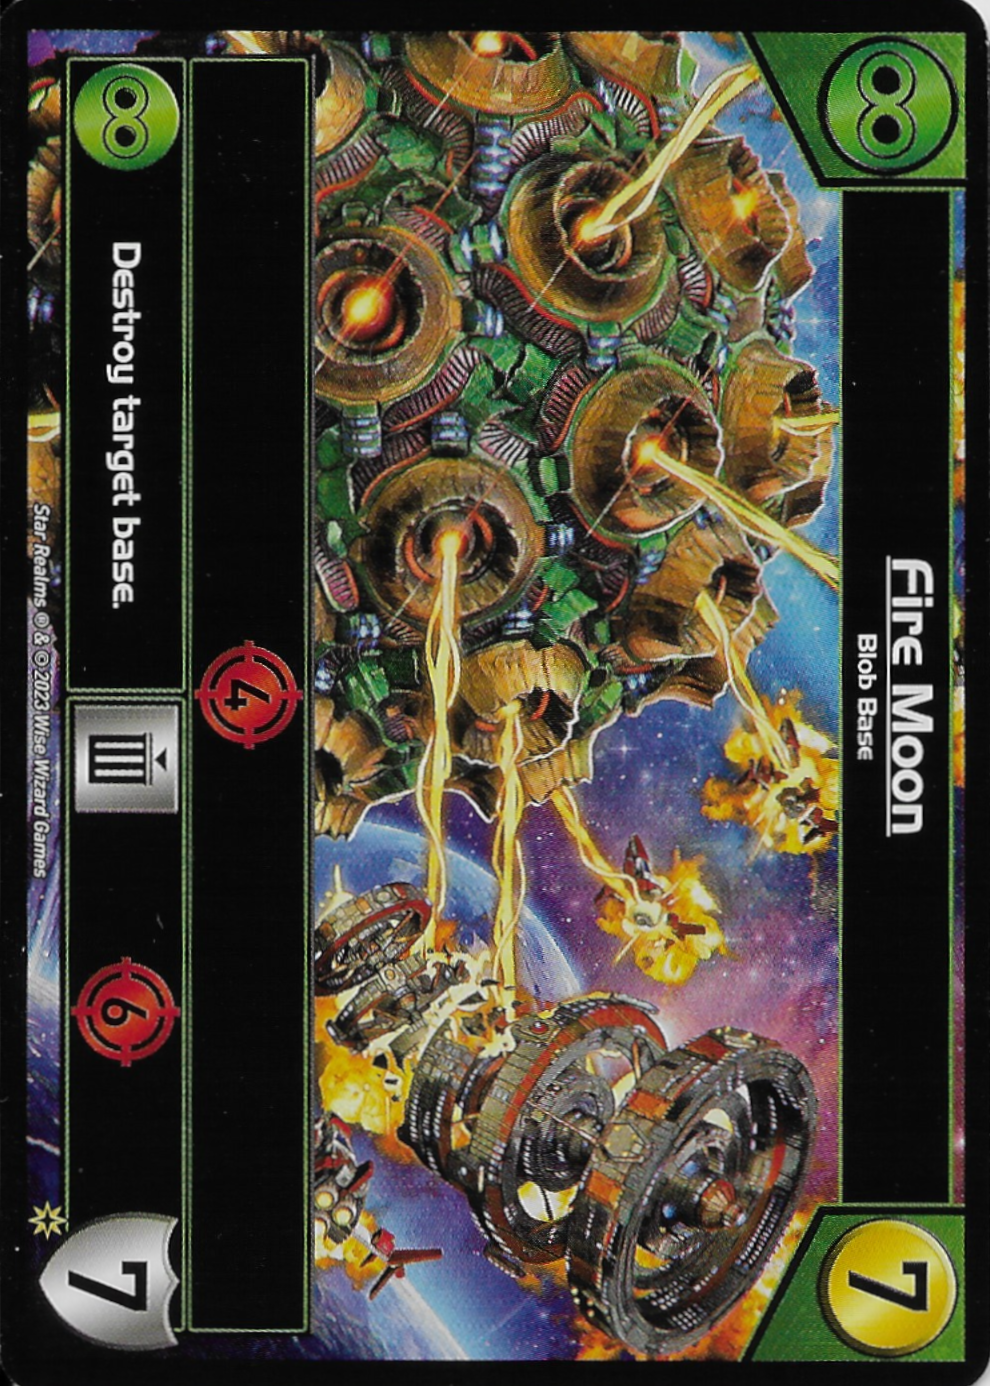 Fire Moon
Blob Base
7
4
Destroy target base.
6
7
Star Realms ® & ©2023 Wise Wizard Games